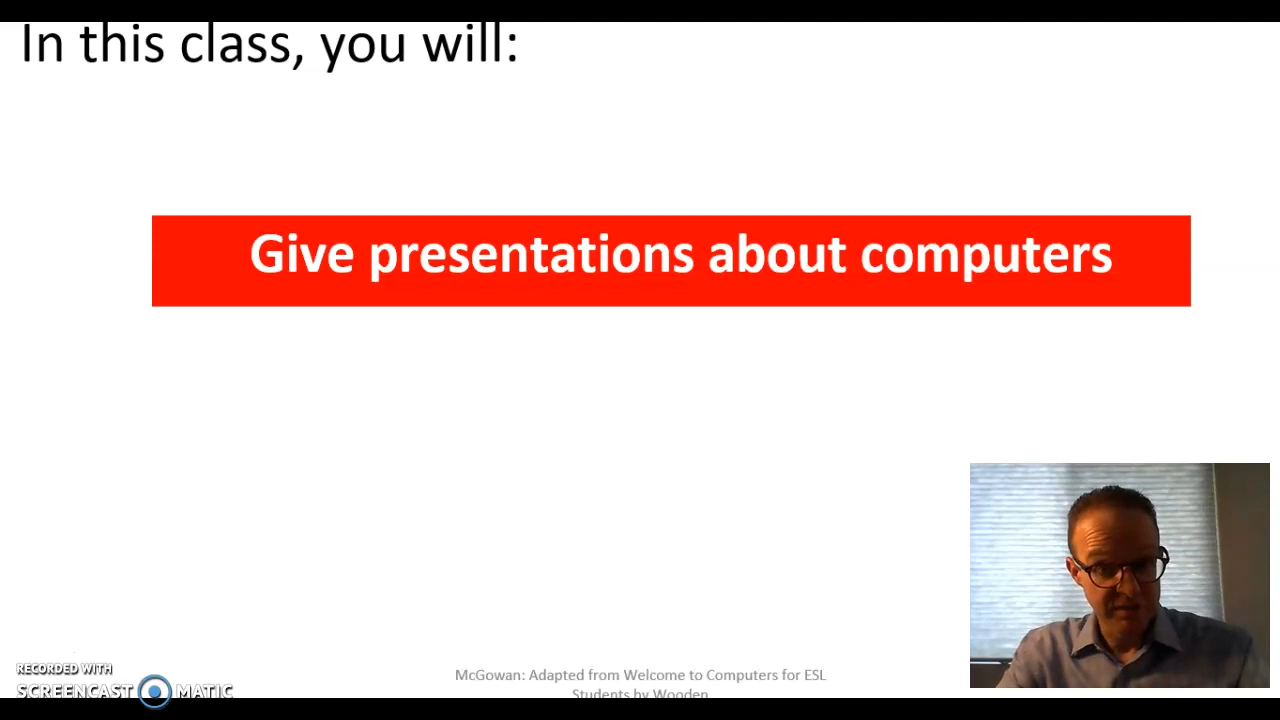 In this class, you will:
Give presentations about computers
McGowan: Adapted from Welcome to Computers for ESL
Students by Wooden
RECORDED WITH
SCREENCAST MATIC